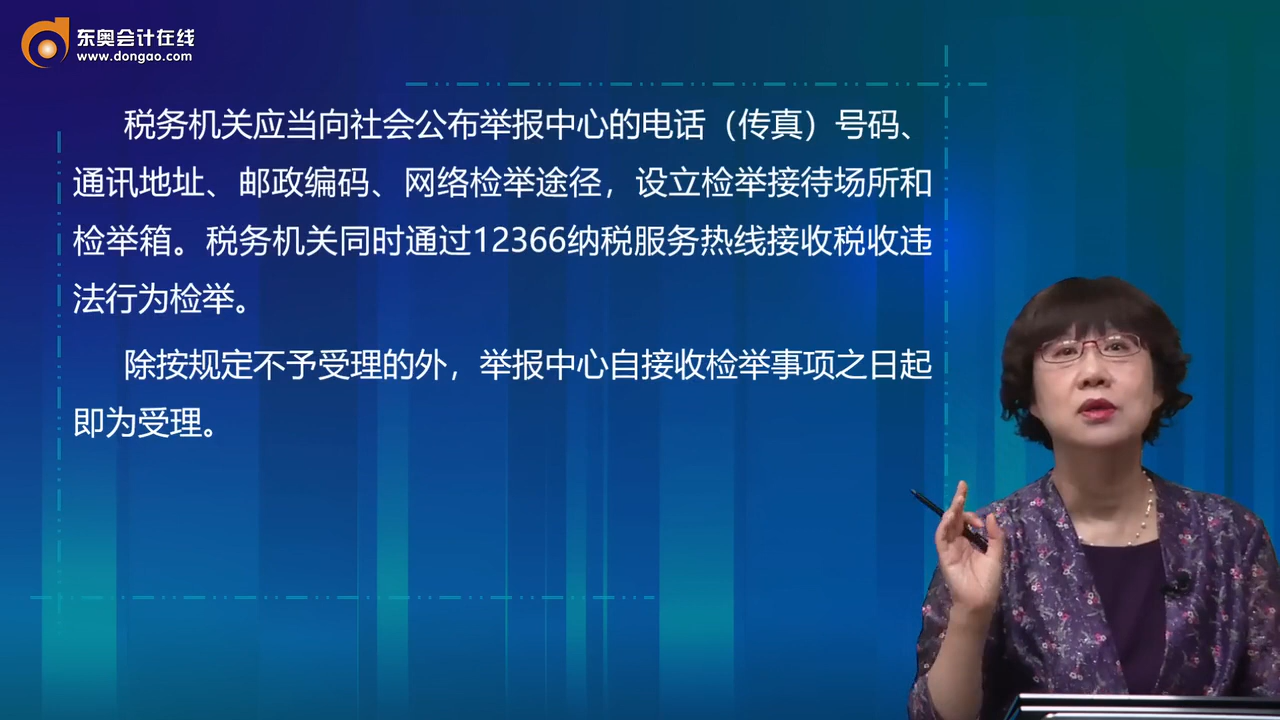 东奥会计在线
www.dongao.com
税务机关应当向社会公布举报中心的电话（传真）号码、
通讯地址、邮政编码、网络检举途径，设立检举接待场所和
检举箱。税务机关同时通过12366纳税服务热线接收税收违
法行为检举。
除按规定不予受理的外，举报中心自接收检举事项之日起
即为受理。